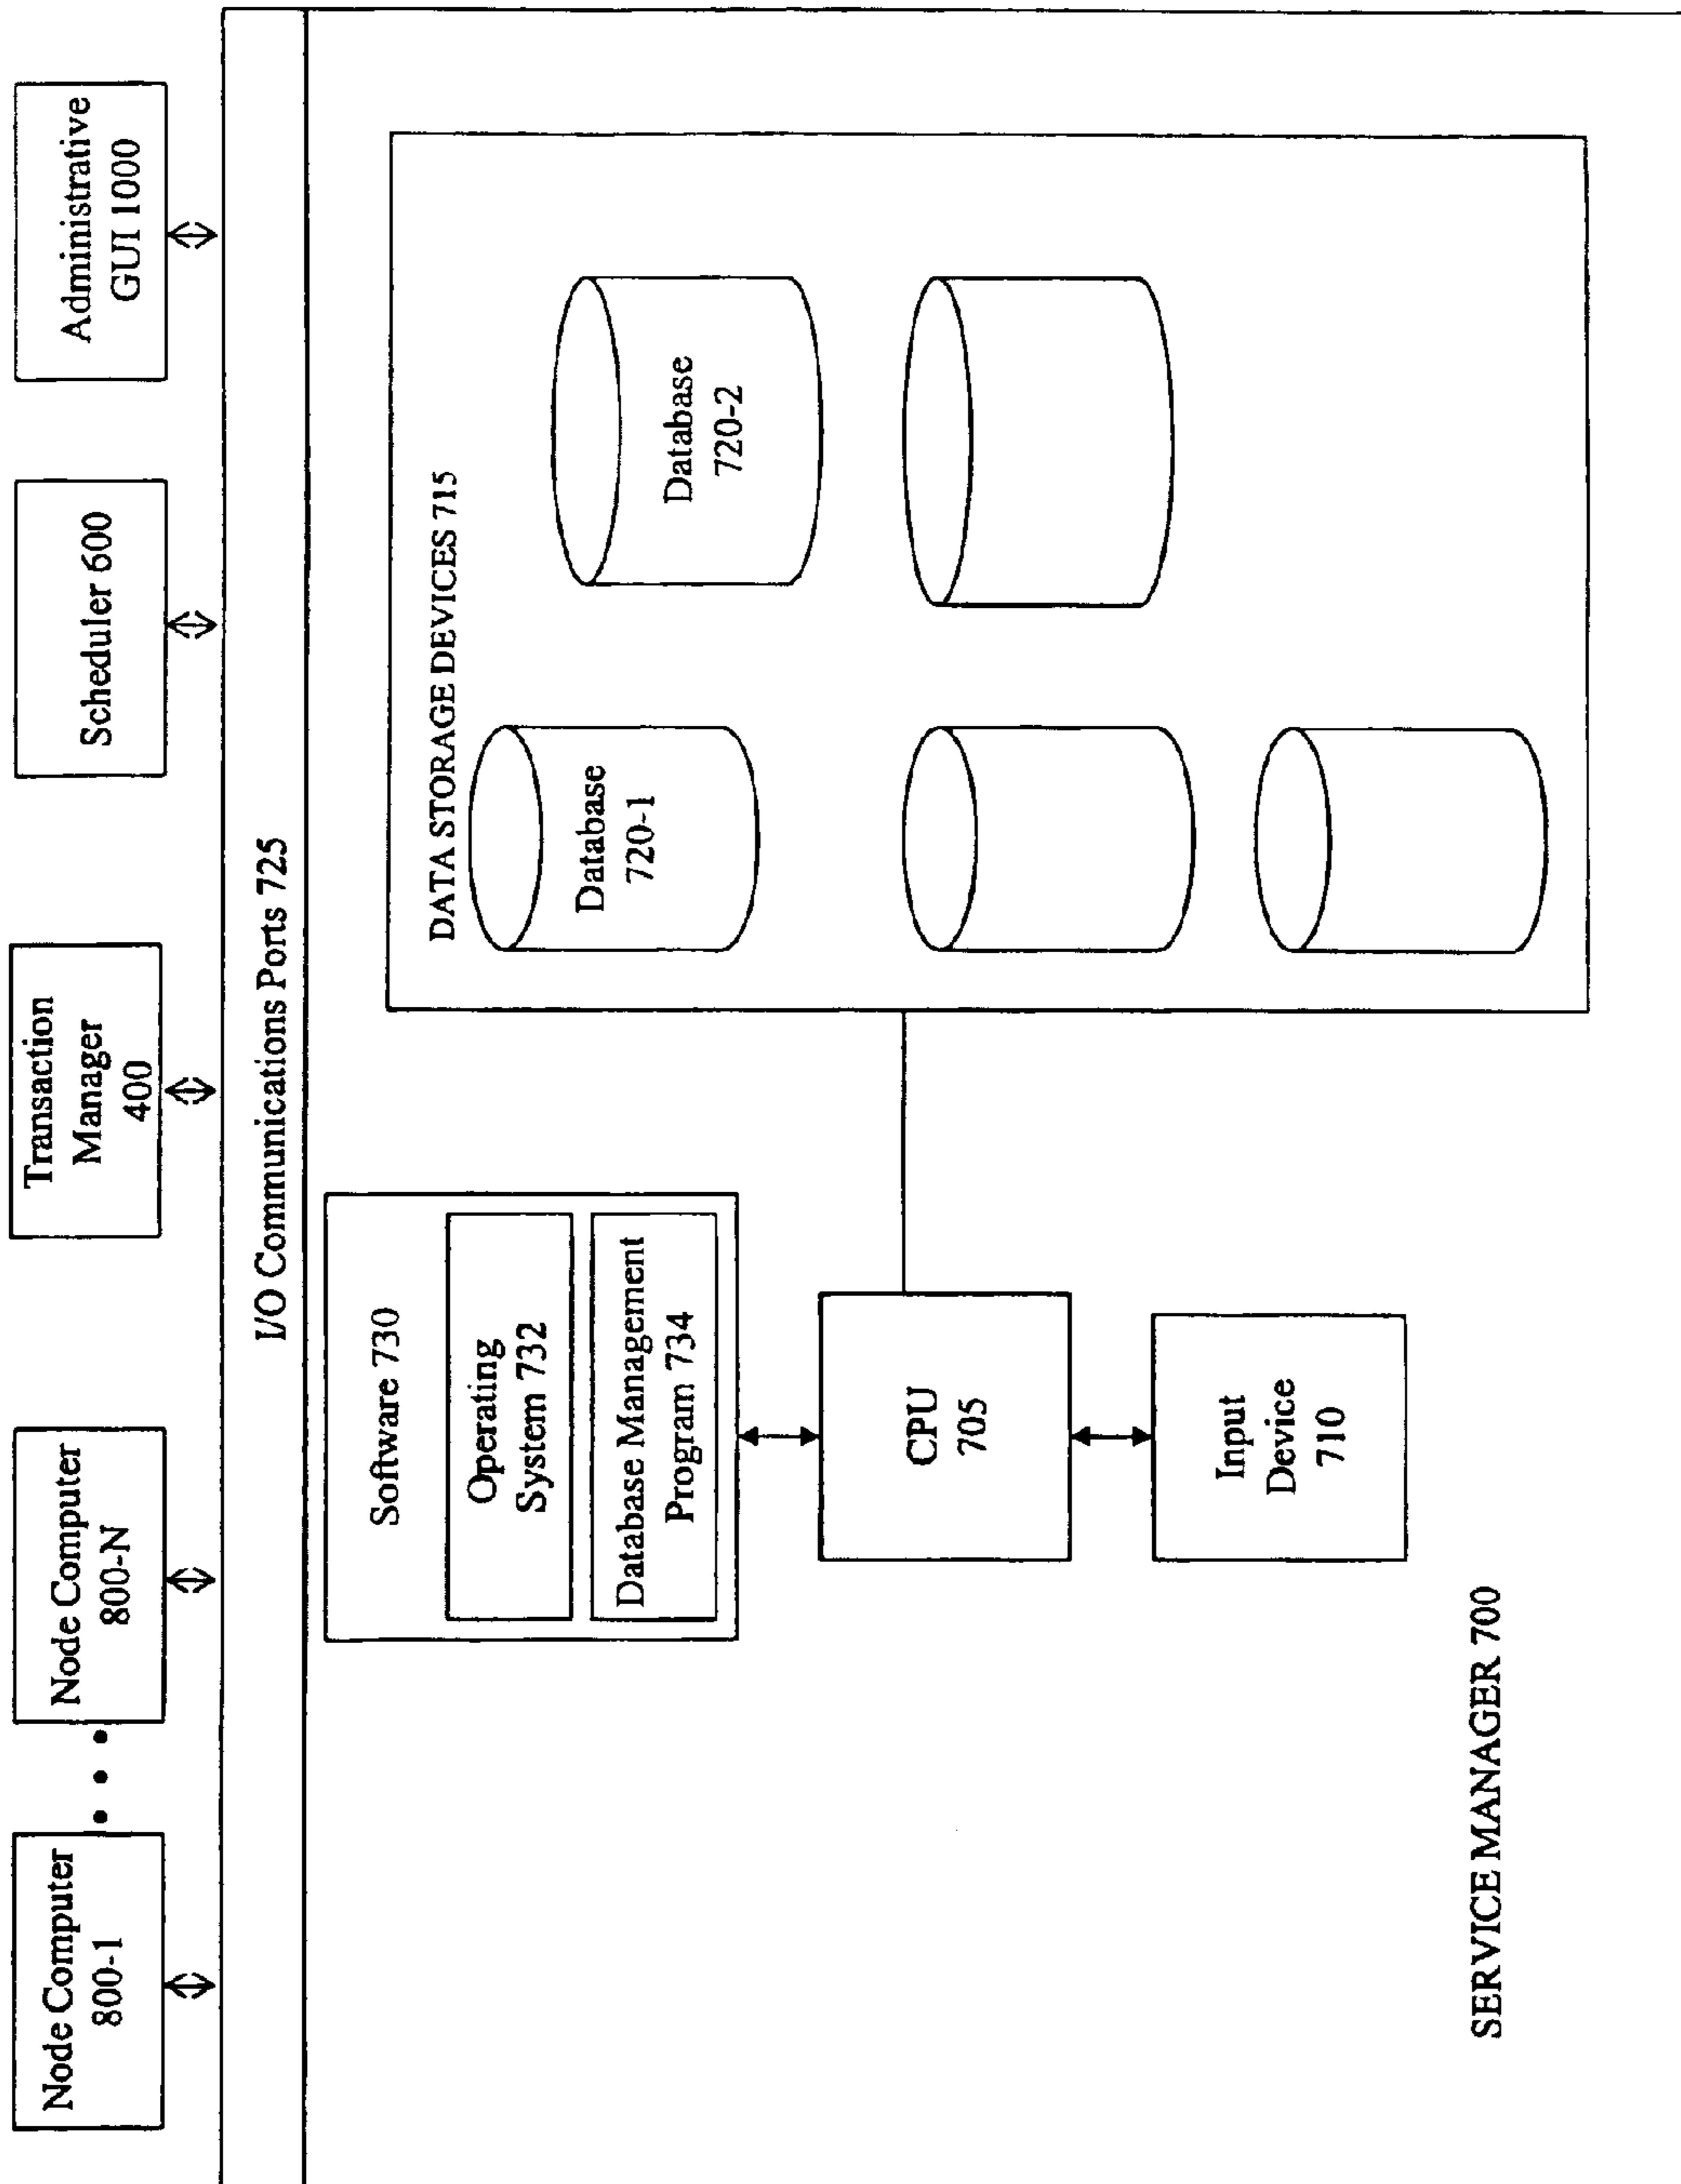 Node Computer
800-1
• • •
Node Computer
800-N
Transaction
Manager
400
Scheduler 600
Administrative
GUI 1000
I/O Communications Ports 725
Software 730
Operating
System 732
Database Management
Program 734
CPU
705
Input
Device
710
DATA STORAGE DEVICES 715
Database
720-1
Database
720-2
SERVICE MANAGER 700